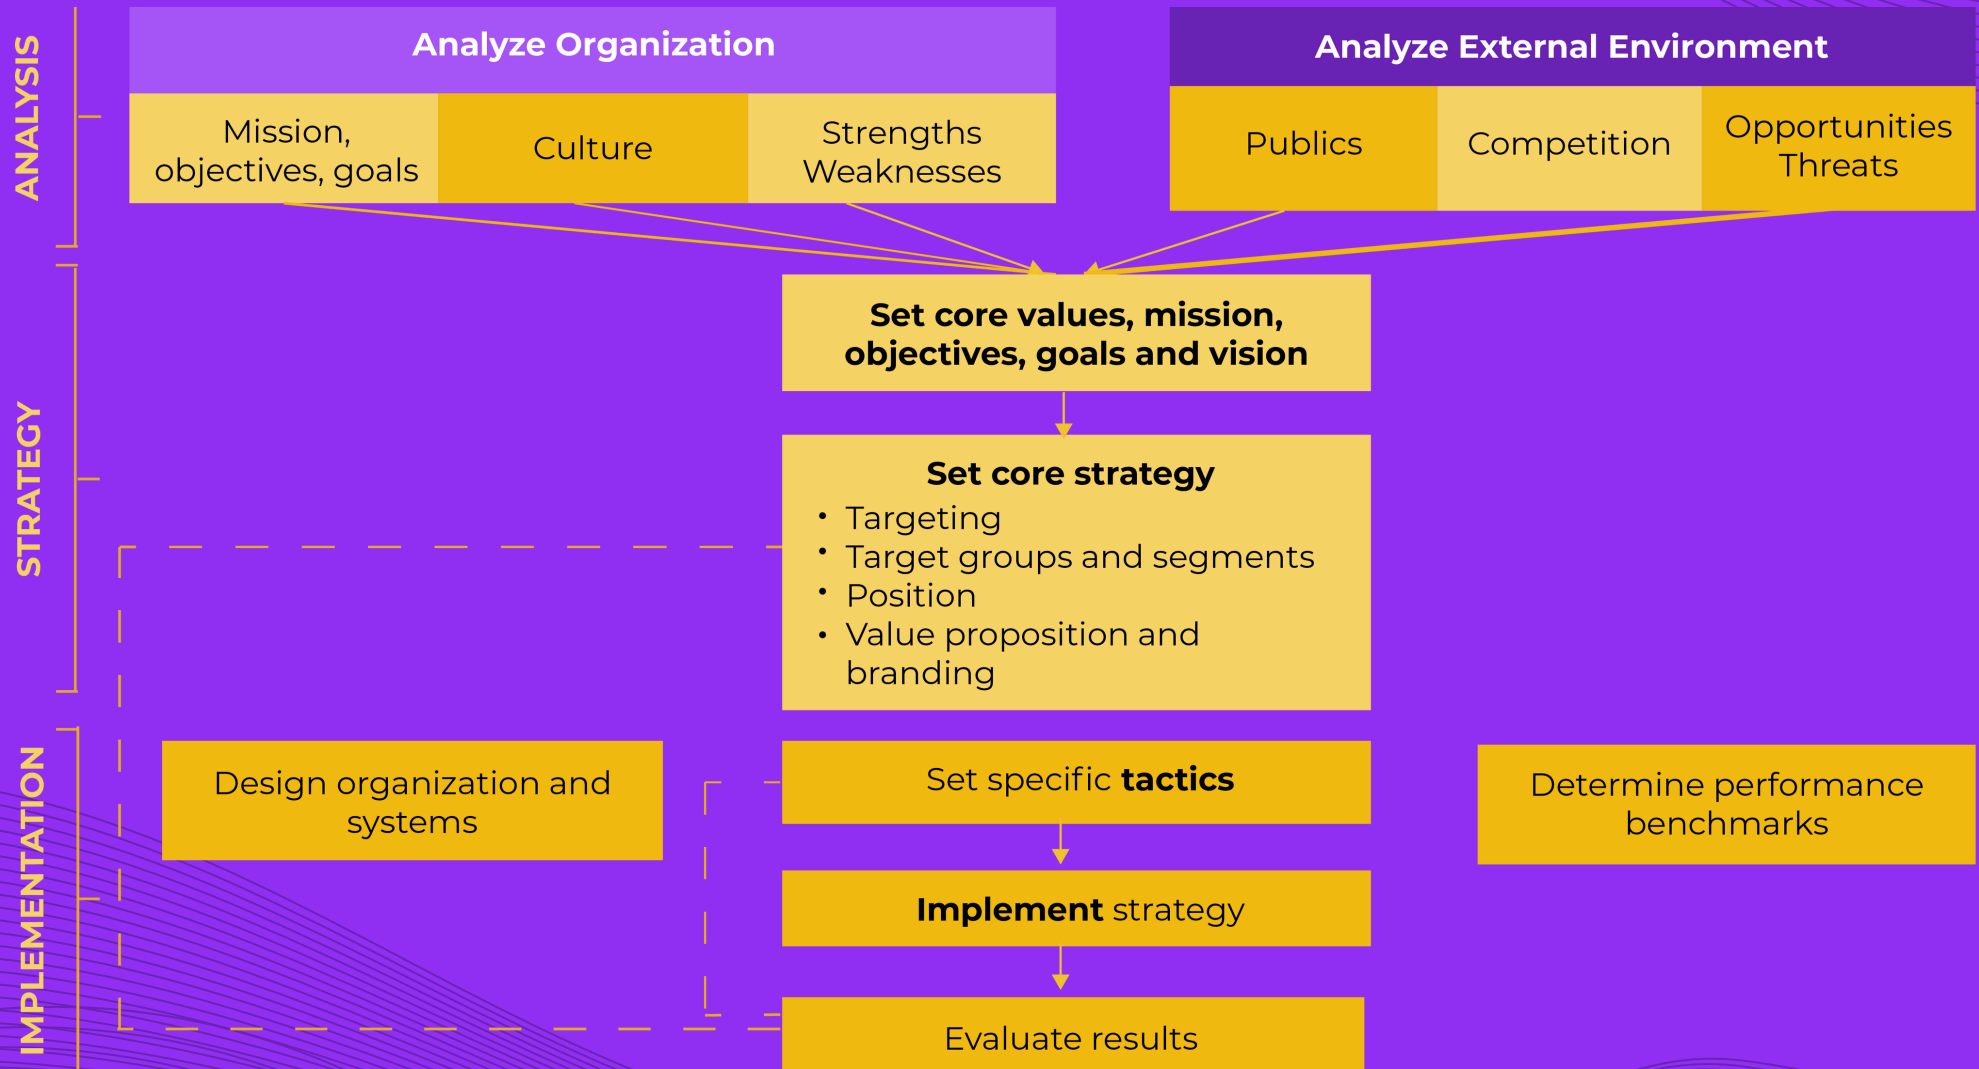 ANALYSIS
Analyze Organization
Mission,
objectives, goals
Culture
Strengths
Weaknesses
Analyze External Environment
Publics
Competition
Opportunities
Threats
STRATEGY
Set core values, mission,
objectives, goals and vision
Set core strategy
• Targeting
• Target groups and segments
• Position
• Value proposition and
branding
IMPLEMENTATION
Design organization and
systems
Set specific tactics
Determine performance
benchmarks
Implement strategy
Evaluate results